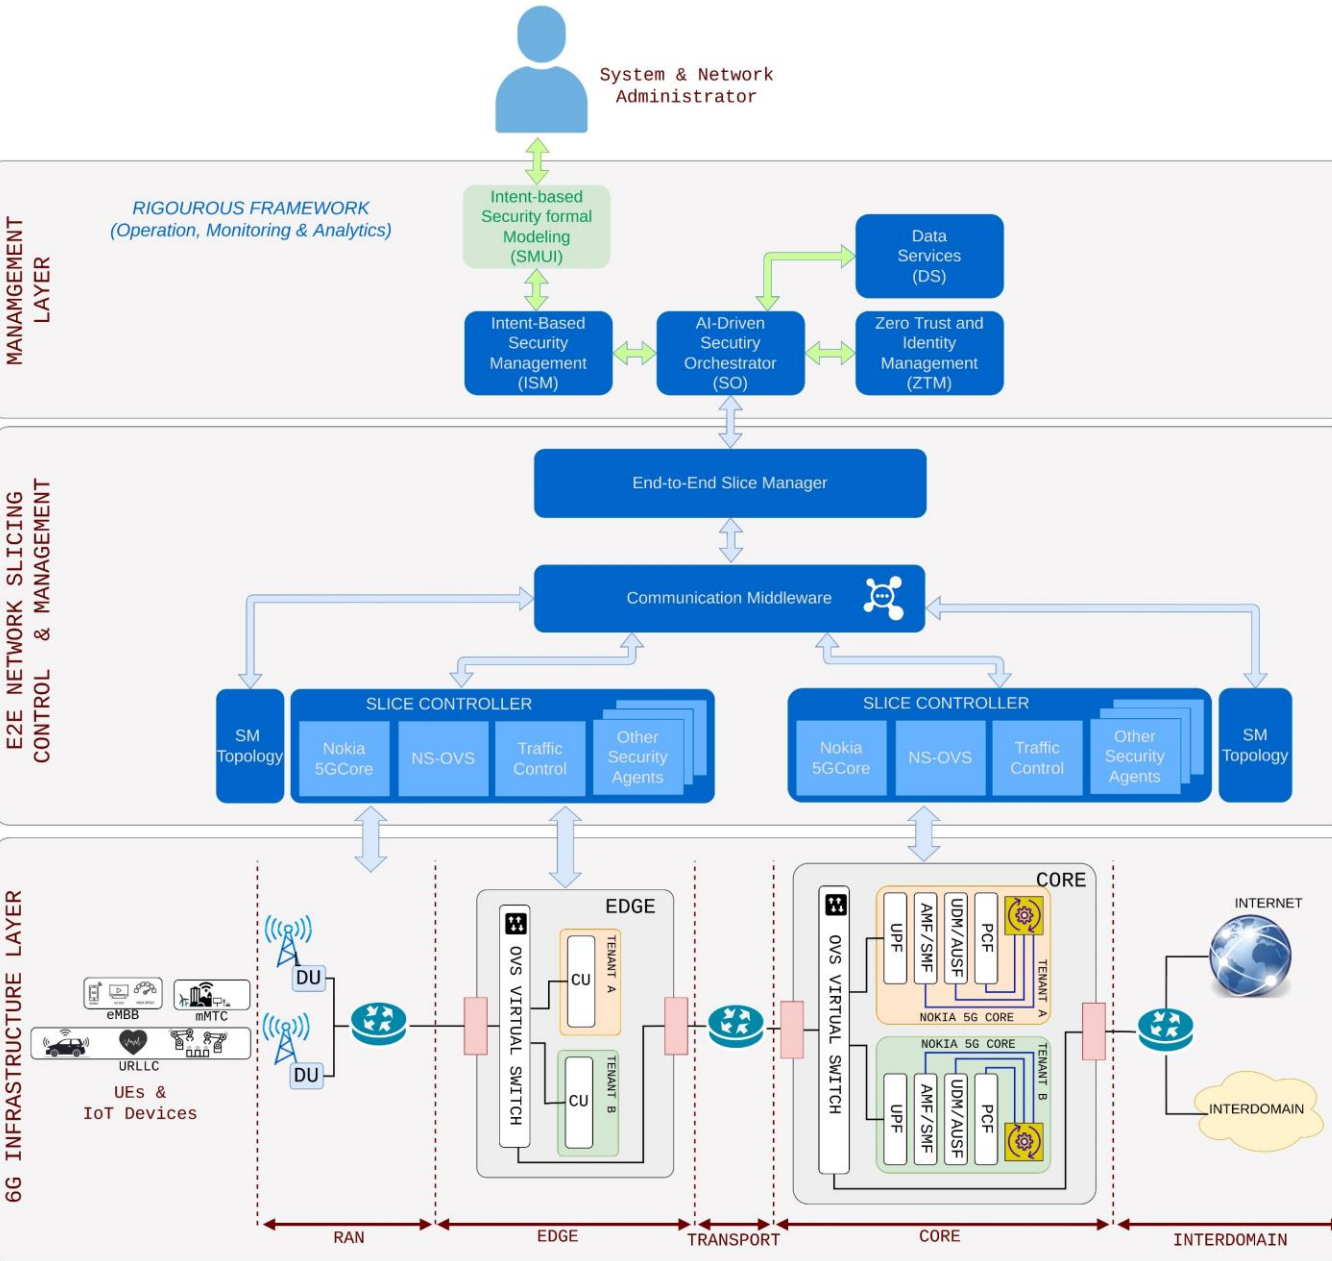 System & Network
Administrator
MANAMGEMENT
LAYER
RIGOUROUS FRAMEWORK
(Operation, Monitoring & Analytics)
Intent-based
Security formal
Modeling
(SMUI)
Data
Services
(DS)
Intent-Based
Security
Management
(ISM)
AI-Driven
Secutiry
Orchestrator
(SO)
Zero Trust and
Identity
Management
(ZTM)
E2E NETWORK SLICING
CONTROL & MANAGEMENT
End-to-End Slice Manager
Communication Middleware
SM
Topology
SLICE CONTROLLER
Nokia
5GCore
NS-OVS
Traffic
Control
Other
Security
Agents
SLICE CONTROLLER
Nokia
5GCore
NS-OVS
Traffic
Control
Other
Security
Agents
SM
Topology
6G INFRASTRUCTURE LAYER
eMBB
mMTC
URLLC
UEs &
IoT Devices
DU
DU
EDGE
OVS VIRTUAL SWITCH
CU
TENANT A
CU
TENANT B
CORE
OVS VIRTUAL SWITCH
UPF
AMF/SMF
UDM/AUSF
PCF
TENANT A
NOKIA 5G CORE
NOKIA 5G CORE
UPF
AMF/SMF
UDM/AUSF
PCF
TENANT B
INTERNET
INTERDOMAIN
RAN
EDGE
TRANSPORT
CORE
INTERDOMAIN